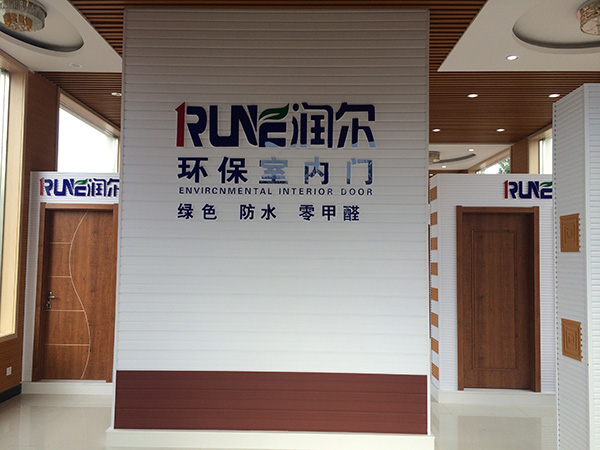 RUNE润尔
环保室内门
ENVIRCNMENTAL INTERIOR DOOR
绿色 防水 零甲醛
RUNE润尔
RUNE